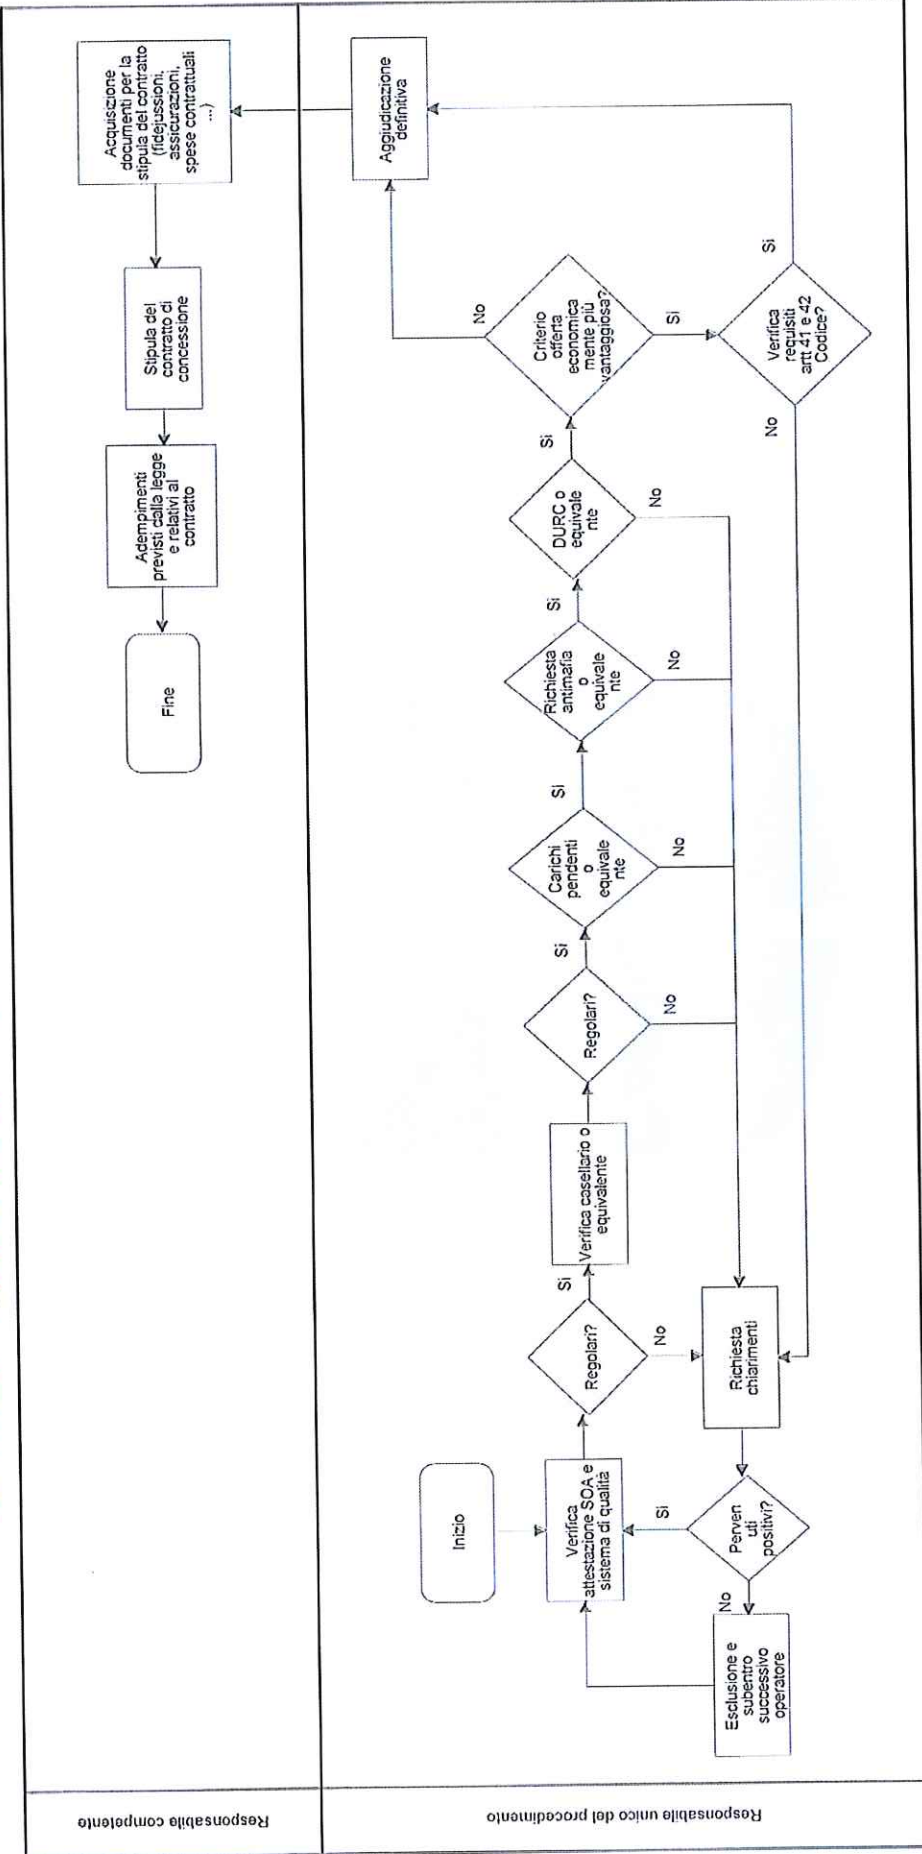 Responsabile competente
Acquisizione
documenti per la
stipula del contratto
(fidejussioni,
assicurazioni,
spese contrattuali
...)
Stipula del
contratto di
concessione
Adempimenti
previsti dalla legge
e relativi al
contratto
Fine
Responsabile unico del procedimento
Inizio
Verifica
attestazione SOA e
sistema di qualità
Regolari?
Si
No
Verifica casellario o
equivalente
Regolari?
Si
No
Carichi
pendenti
o
equivale
nte
Si
No
Richiesta
antimafia
o
equivale
nte
Si
No
DURC o
equivale
nte
Si
No
Criterio
offerta
economica
mente più
vantaggiosa?
No
Si
Aggiudicazione
definitiva
Verifica
requisiti
artt 41 e 42
Codice?
Si
No
Richiesta
chiarimenti
Perven
uti
positivi?
Si
No
Esclusione e
subentro
successivo
operatore